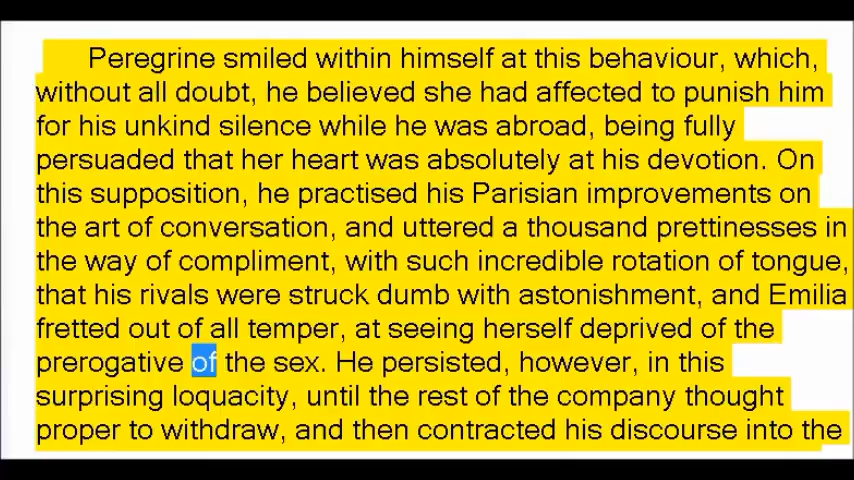 Peregrine smiled within himself at this behaviour, which,
without all doubt, he believed she had affected to punish him
for his unkind silence while he was abroad, being fully
persuaded that her heart was absolutely at his devotion. On
this supposition, he practised his Parisian improvements on
the art of conversation, and uttered a thousand prettinesses in
the way of compliment, with such incredible rotation of tongue,
that his rivals were struck dumb with astonishment, and Emilia
fretted out of all temper, at seeing herself deprived of the
prerogative of the sex. He persisted, however, in this
surprising loquacity, until the rest of the company thought
proper to withdraw, and then contracted his discourse into the